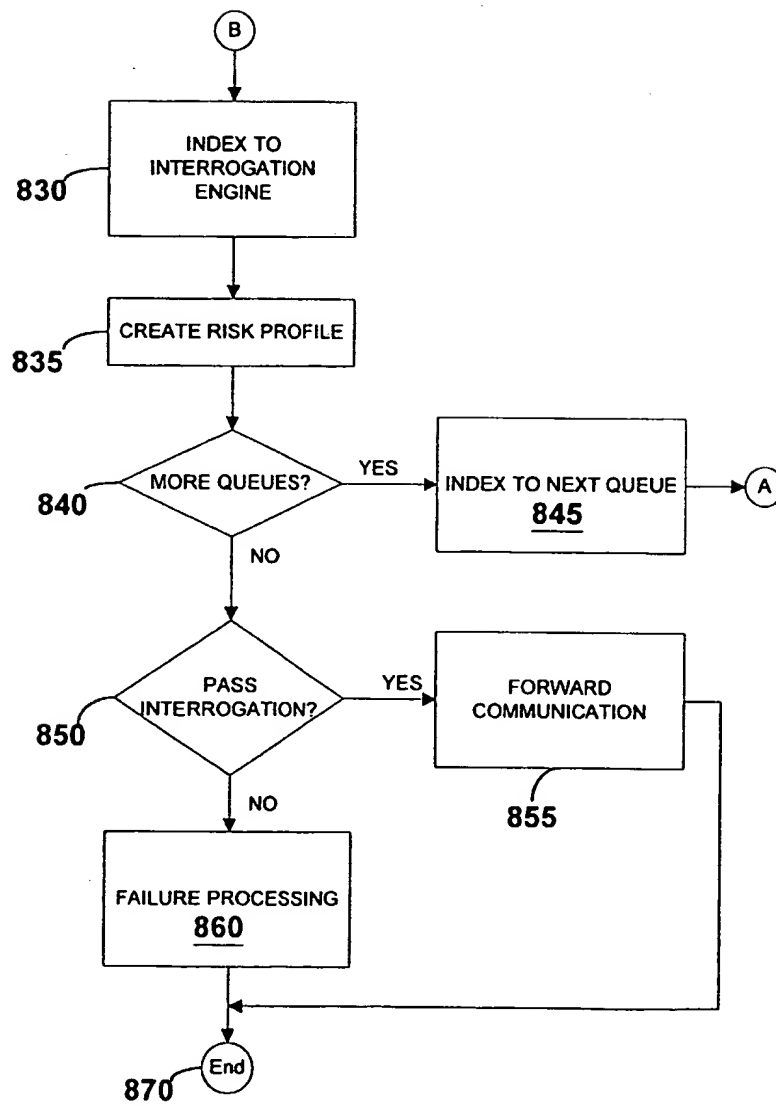 B
INDEX TO
INTERROGATION
ENGINE
830
CREATE RISK PROFILE
835
MORE QUEUES?
840
YES
INDEX TO NEXT QUEUE
845
A
NO
PASS
INTERROGATION?
850
YES
FORWARD
COMMUNICATION
855
NO
FAILURE PROCESSING
860
End
870